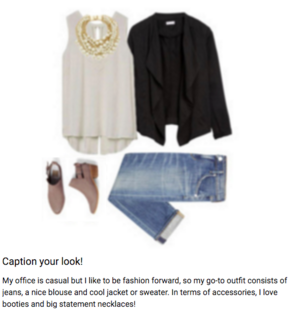 Caption your look!
My office is casual but I like to be fashion forward, so my go-to outfit consists of
jeans, a nice blouse and cool jacket or sweater. In terms of accessories, I love
booties and big statement necklaces!